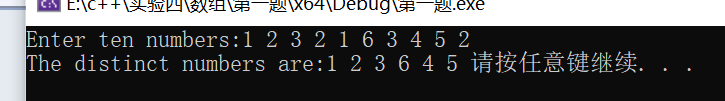 E:\c++\实验四\数组\第一题\x64\Debug\第一题.exe
Enter ten numbers:1 2 3 2 1 6 3 4 5 2
The distinct numbers are:1 2 3 6 4 5 请按任意键继续. . .